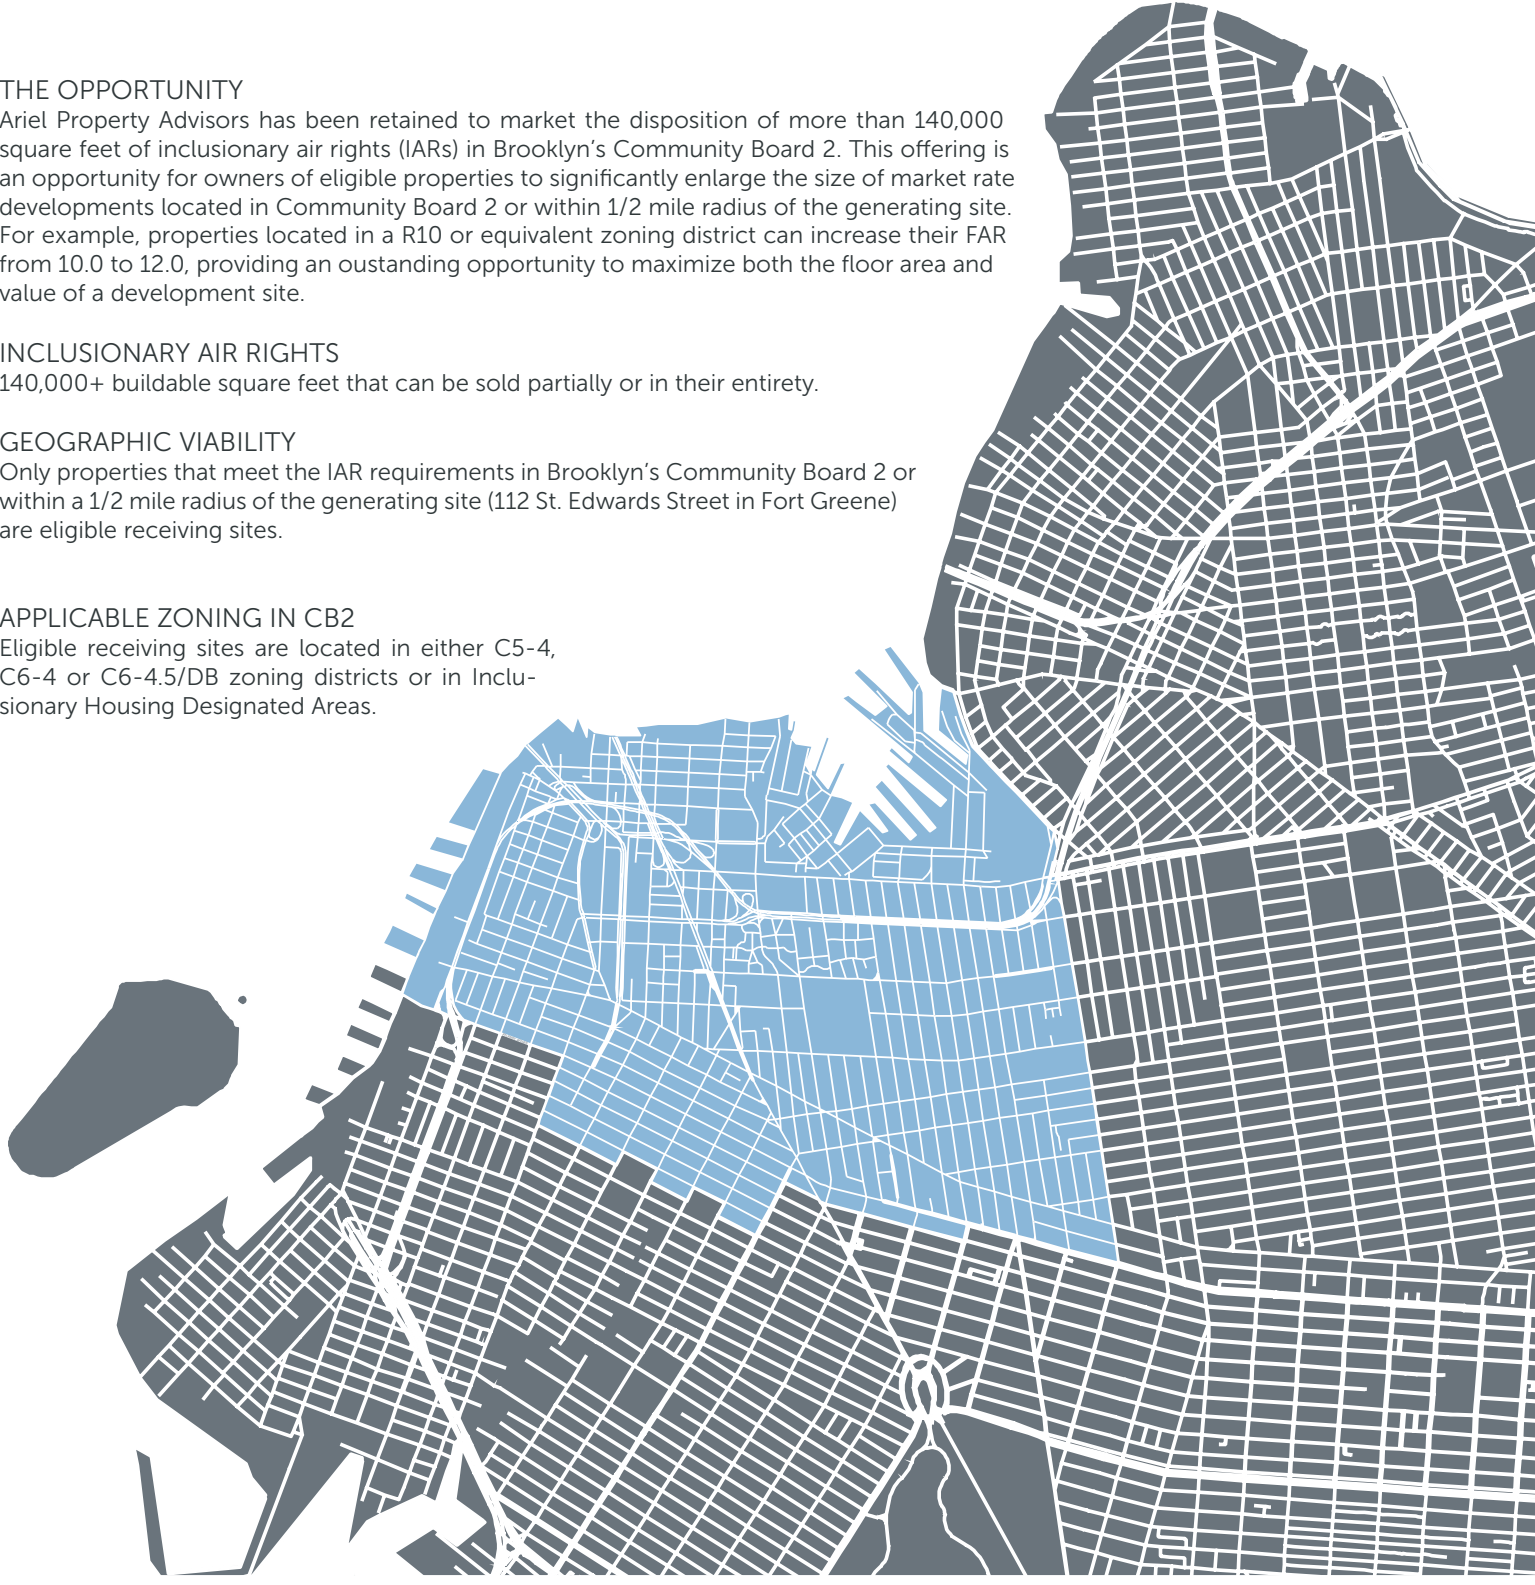 THE OPPORTUNITY
Ariel Property Advisors has been retained to market the disposition of more than 140,000
square feet of inclusionary air rights (IARs) in Brooklyn’s Community Board 2. This offering is
an opportunity for owners of eligible properties to significantly enlarge the size of market rate
developments located in Community Board 2 or within 1/2 mile radius of the generating site.
For example, properties located in a R10 or equivalent zoning district can increase their FAR
from 10.0 to 12.0, providing an oustanding opportunity to maximize both the floor area and
value of a development site.
INCLUSIONARY AIR RIGHTS
140,000+ buildable square feet that can be sold partially or in their entirety.
GEOGRAPHIC VIABILITY
Only properties that meet the IAR requirements in Brooklyn’s Community Board 2 or
within a 1/2 mile radius of the generating site (112 St. Edwards Street in Fort Greene)
are eligible receiving sites.
APPLICABLE ZONING IN CB2
Eligible receiving sites are located in either C5-4,
C6-4 or C6-4.5/DB zoning districts or in Inclu-
sionary Housing Designated Areas.